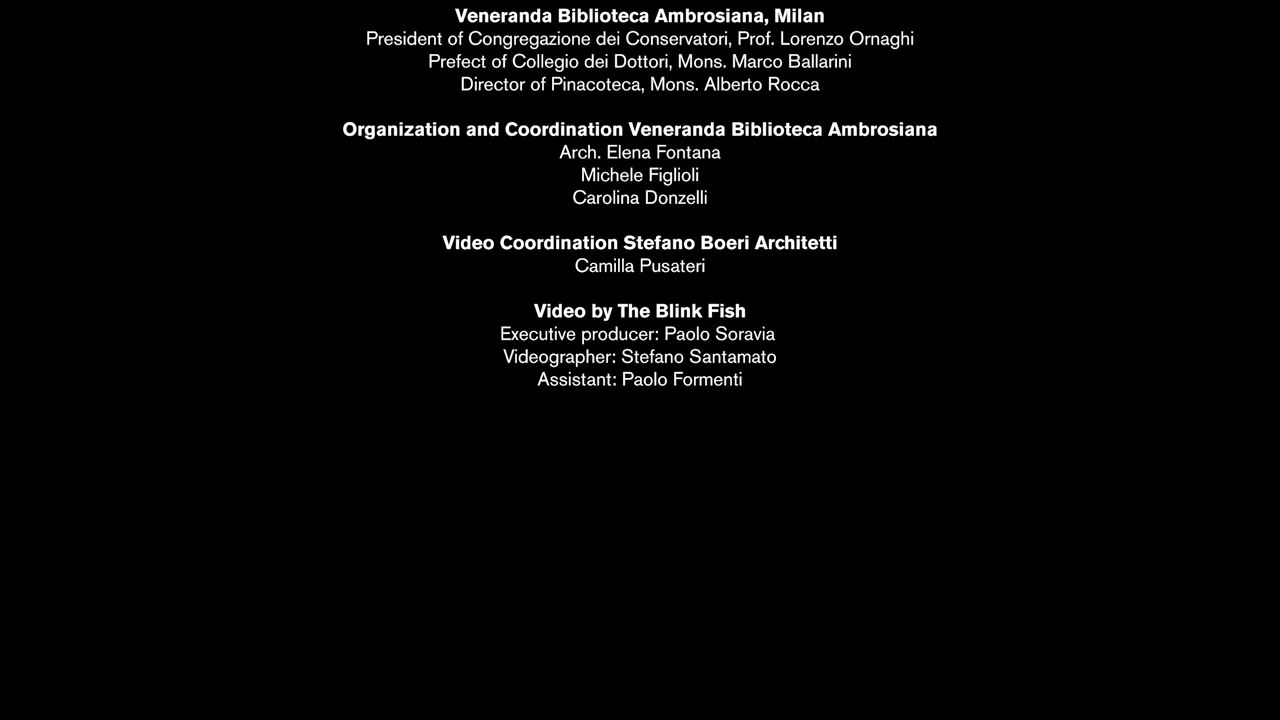 Veneranda Biblioteca Ambrosiana, Milan
President of Congregazione dei Conservatori, Prof. Lorenzo Ornaghi
Prefect of Collegio dei Dottori, Mons. Marco Ballarini
Director of Pinacoteca, Mons. Alberto Rocca
Organization and Coordination Veneranda Biblioteca Ambrosiana
Arch. Elena Fontana
Michele Figlioli
Carolina Donzelli
Video Coordination Stefano Boeri Architetti
Camilla Pusateri
Video by The Blink Fish
Executive producer: Paolo Soravia
Videographer: Stefano Santamato
Assistant: Paolo Formenti